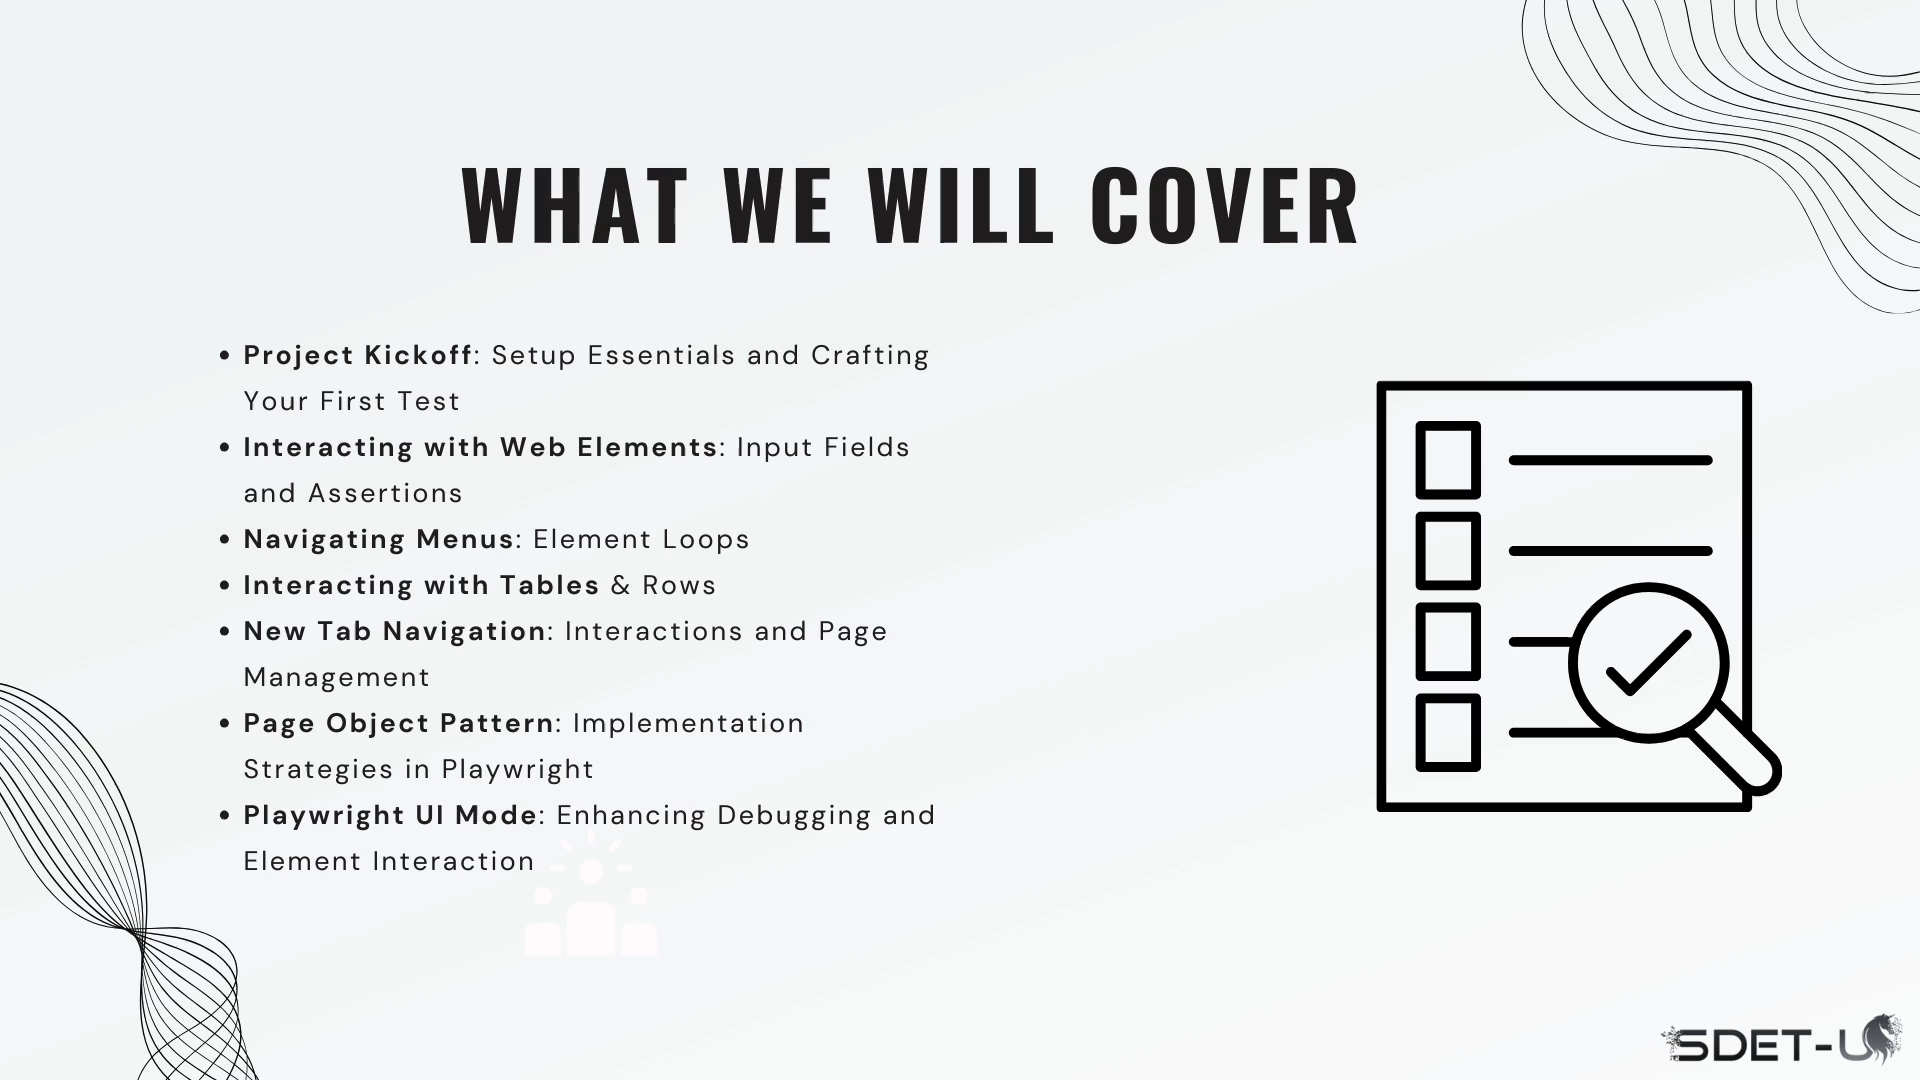 WHAT WE WILL COVER
• Project Kickoff: Setup Essentials and Crafting
Your First Test
• Interacting with Web Elements: Input Fields
and Assertions
• Navigating Menus: Element Loops
• Interacting with Tables & Rows
• New Tab Navigation: Interactions and Page
Management
• Page Object Pattern: Implementation
Strategies in Playwright
• Playwright UI Mode: Enhancing Debugging and
Element Interaction
SDET-U